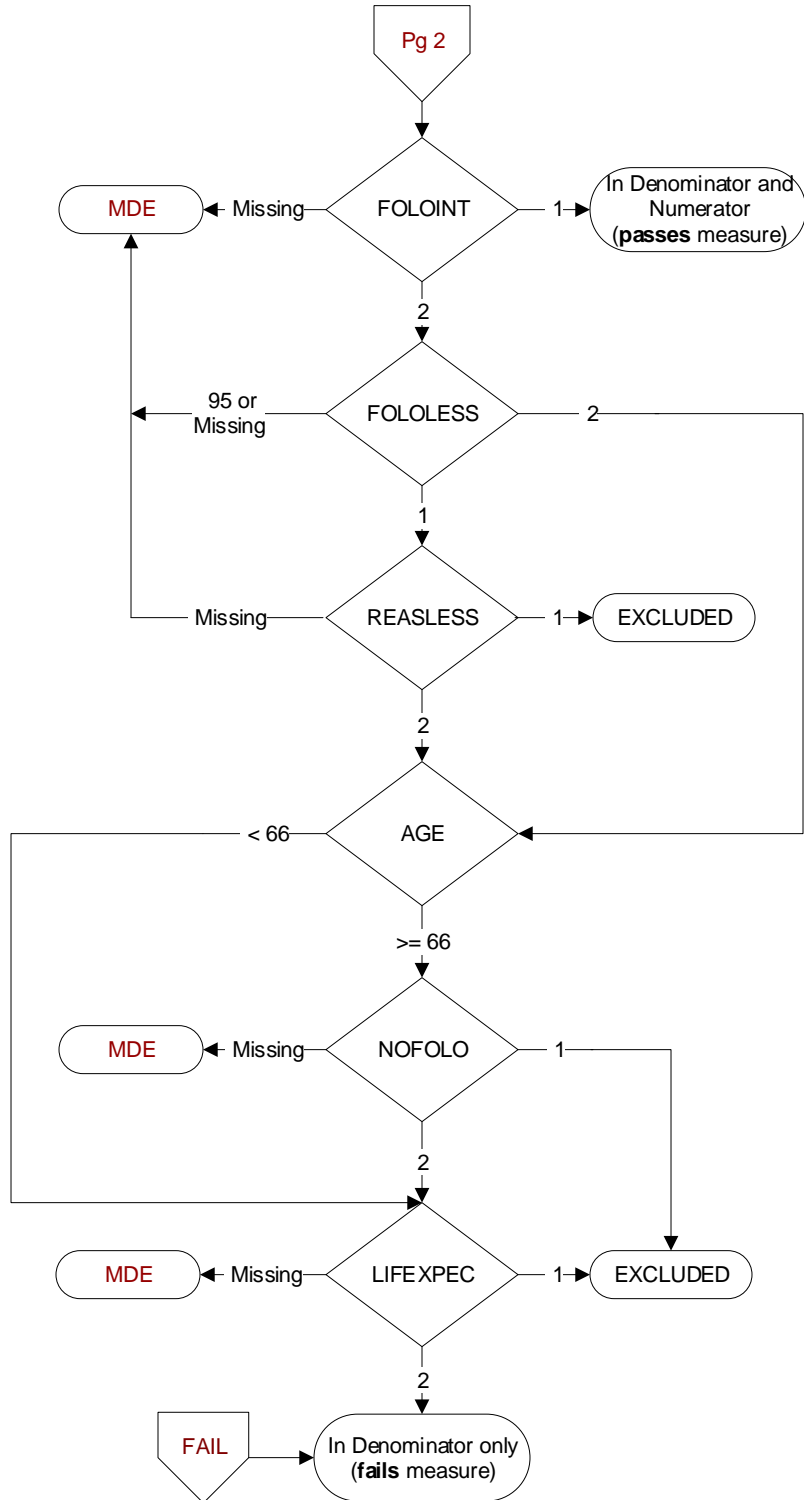 Pg 2
MDE
Missing
FOLOINT
1
In Denominator and
Numerator
(passes measure)
2
95 or
Missing
FOLOLESS
2
1
Missing
REASLESS
1
EXCLUDED
2
< 66
AGE
>= 66
MDE
Missing
NOFOLO
1
2
MDE
Missing
LIFEXPEC
1
EXCLUDED
2
FAIL
In Denominator only
(fails measure)